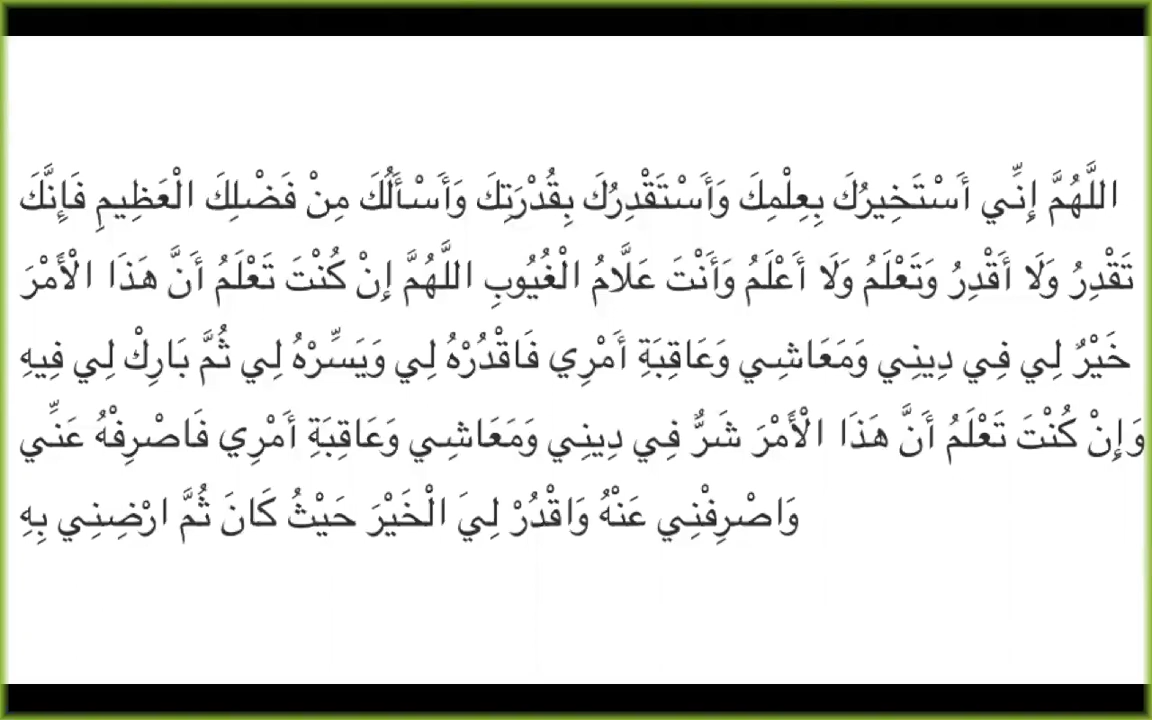 اللَّهُمَّ إِنِّي أَسْتَخِيرُكَ بِعِلْمِكَ وَأَسْتَقْدِرُكَ بِقُدْرَتِكَ وَأَسْأَلُكَ مِنْ فَضْلِكَ الْعَظِيمِ فَإِنَّكَ
تَقْدِرُ وَلَا أَقْدِرُ وَتَعْلَمُ وَلَا أَعْلَمُ وَأَنْتَ عَلَّامُ الْغُيُوبِ اللَّهُمَّ إِنْ كُنْتَ تَعْلَمُ أَنَّ هَذَا الْأَمْرَ
خَيْرٌ لِي فِي دِينِي وَمَعَاشِي وَعَاقِبَةِ أَمْرِي فَاقْدُرْهُ لِي وَيَسِّرْهُ لِي ثُمَّ بَارِكْ لِي فِيهِ
وَإِنْ كُنْتَ تَعْلَمُ أَنَّ هَذَا الْأَمْرَ شَرٌّ فِي دِينِي وَمَعَاشِي وَعَاقِبَةِ أَمْرِي فَاصْرِفْهُ عَنِّي
وَاصْرِفْنِي عَنْهُ وَاقْدُرْ لِيَ الْخَيْرَ حَيْثُ كَانَ ثُمَّ ارْضِنِي بِهِ